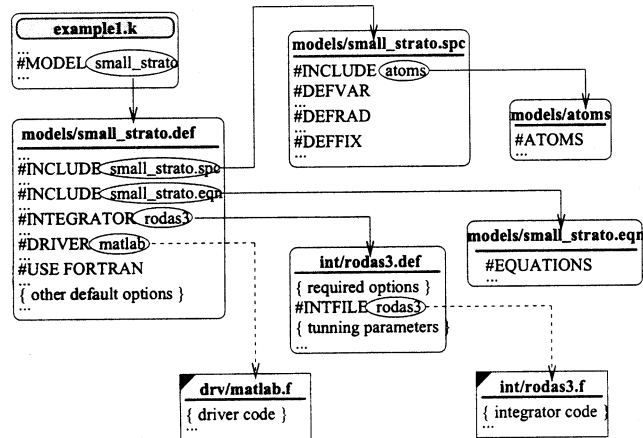 example1.k
...
#MODEL small_strato
...
models/small_strato.def
...
#INCLUDE small_strato.spc
...
#INCLUDE small_strato.eqn
#INTEGRATOR rodas3
#DRIVER matlab
#USE FORTRAN
{ other default options }
...
models/small_strato.spc
#INCLUDE atoms
#DEFVAR
...
#DEFRAD
...
#DEFFIX
...
models/atoms
#ATOMS
...
models/small_strato.eqn
#EQUATIONS
...
int/rodas3.def
{ required options }
#INTFILE rodas3
{ tunning parameters }
...
drv/matlab.f
{ driver code }
...
int/rodas3.f
{ integrator code }
...